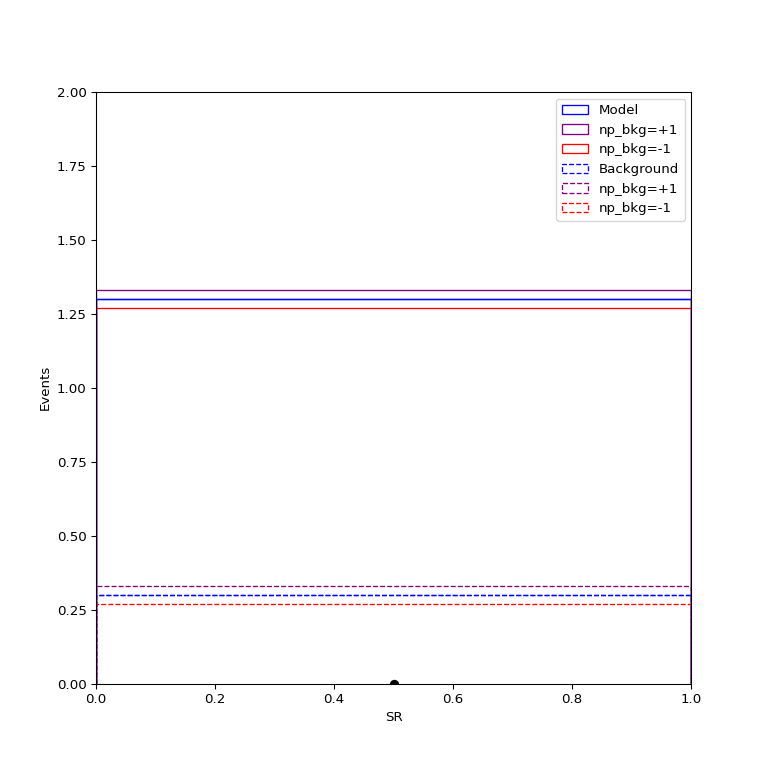 2.00
1.75
1.50
1.25
1.00
0.75
0.50
0.25
0.00
Events
0.0 0.2 0.4 0.6 0.8 1.0
SR
Model
np_bkg=+1
np_bkg=-1
Background
np_bkg=+1
np_bkg=-1